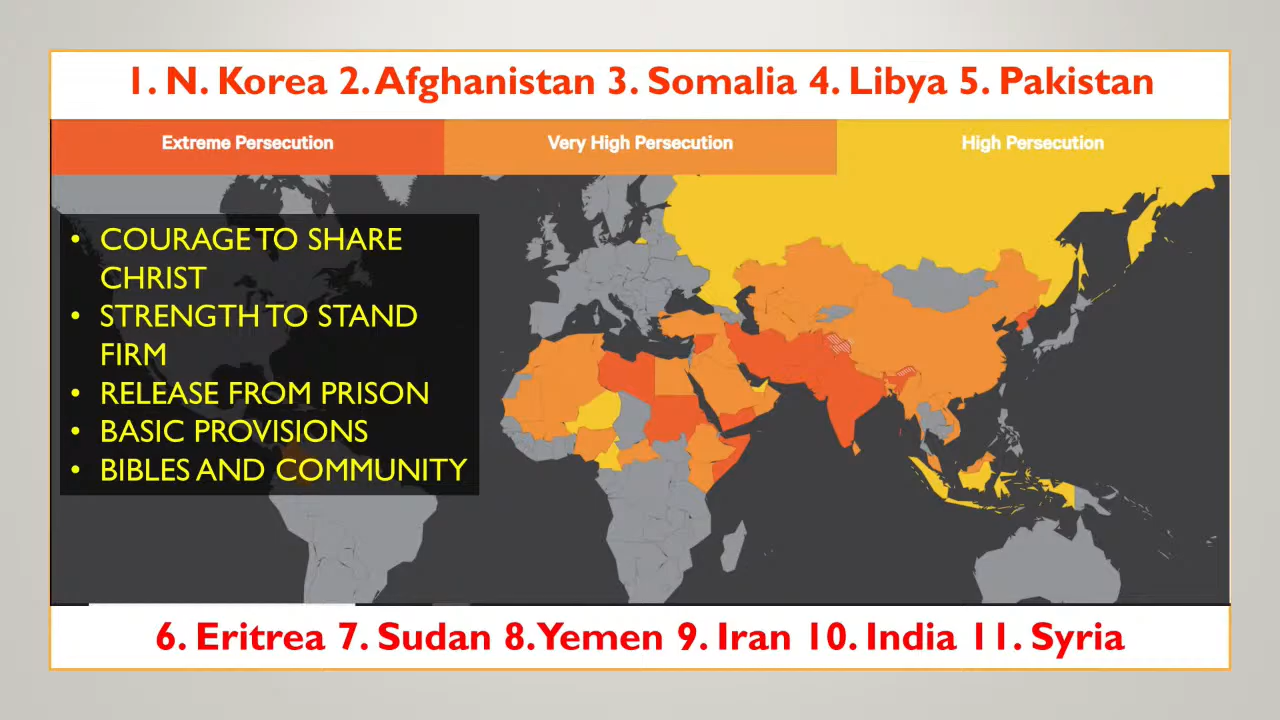 1. N. Korea 2. Afghanistan 3. Somalia 4. Libya 5. Pakistan
Extreme Persecution
Very High Persecution
High Persecution
• COURAGE TO SHARE
CHRIST
• STRENGTH TO STAND
FIRM
• RELEASE FROM PRISON
• BASIC PROVISIONS
• BIBLES AND COMMUNITY
6. Eritrea 7. Sudan 8. Yemen 9. Iran 10. India 11. Syria